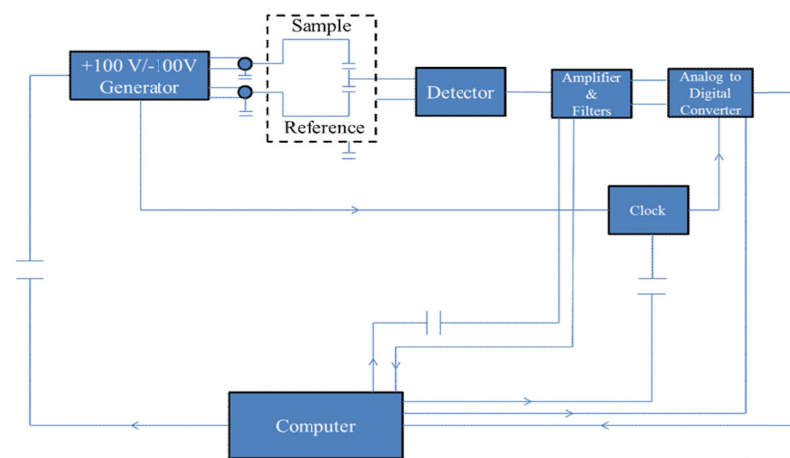 +100 V/-100V
Generator
Sample
Reference
Detector
Amplifier
&
Filters
Analog to
Digital
Converter
Clock
Computer